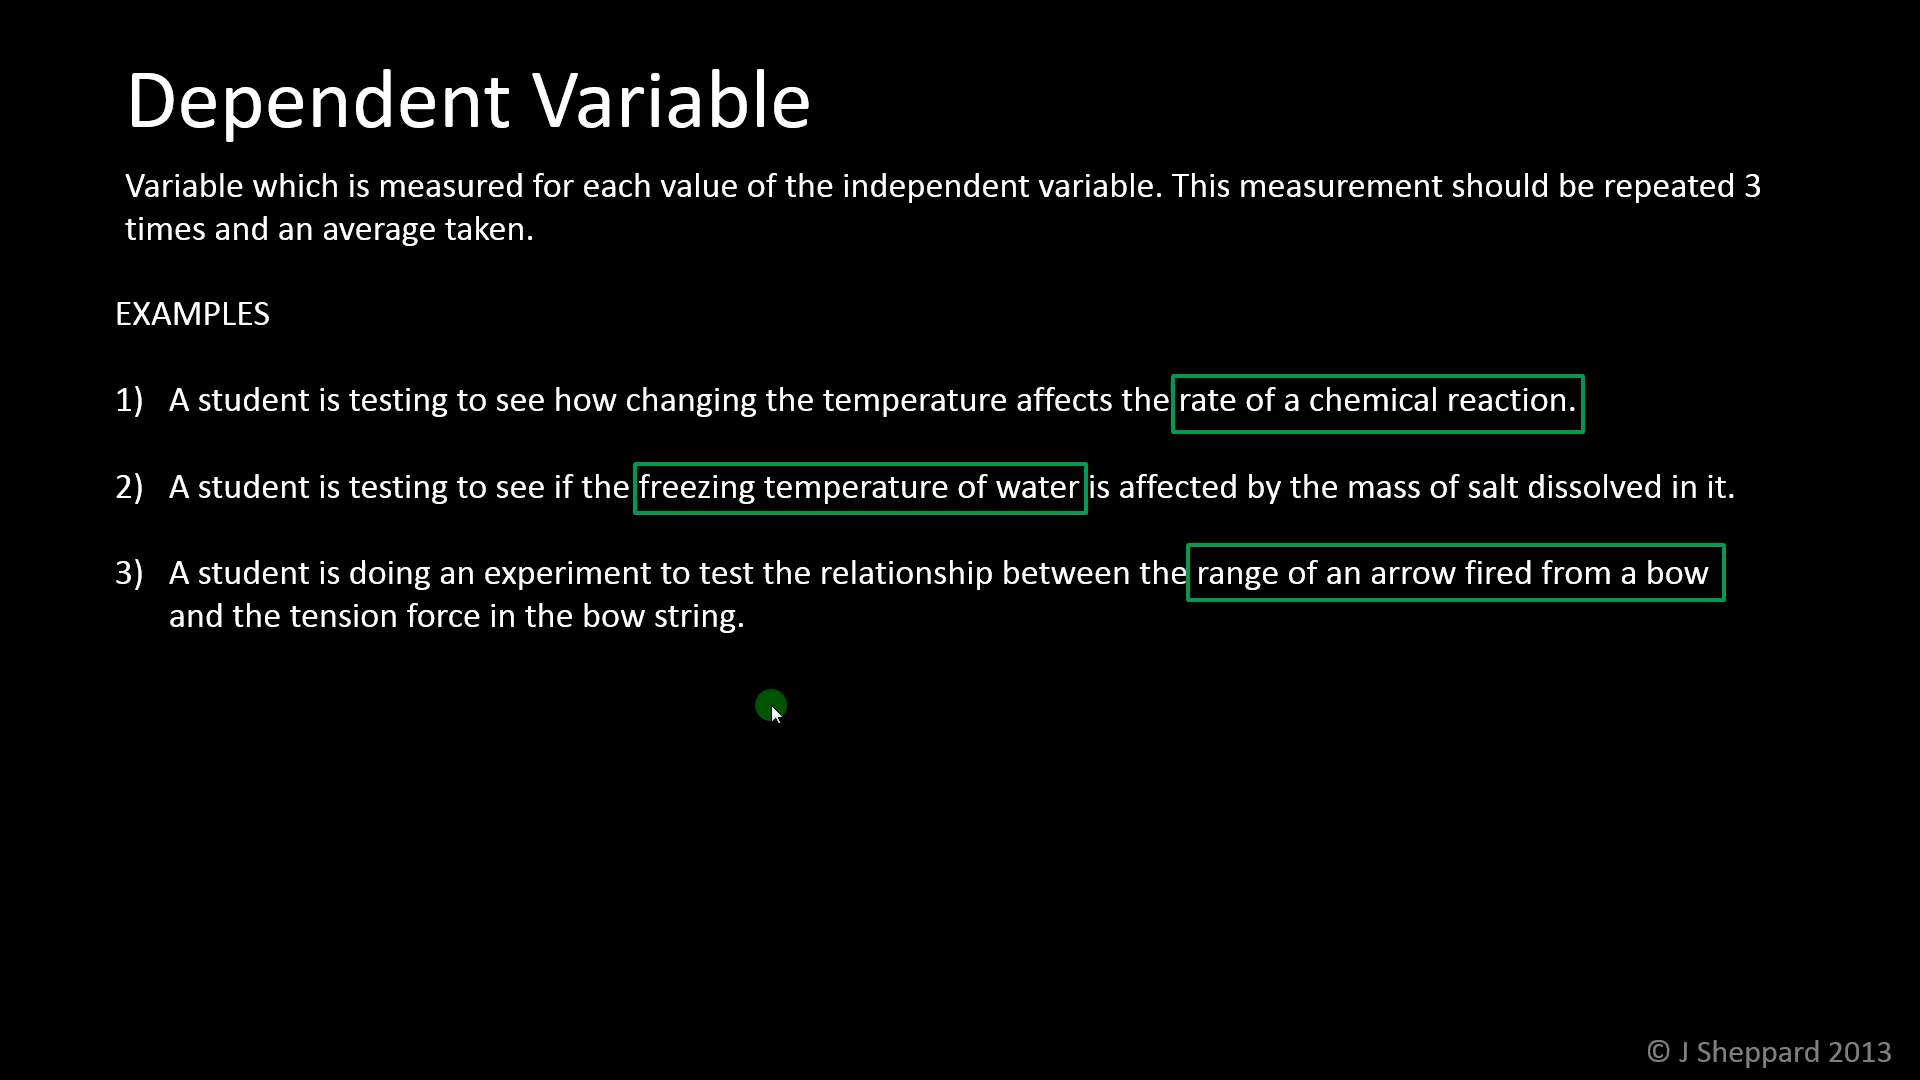 Dependent Variable
Variable which is measured for each value of the independent variable. This measurement should be repeated 3
times and an average taken.
EXAMPLES
1) A student is testing to see how changing the temperature affects the rate of a chemical reaction.
2) A student is testing to see if the freezing temperature of water is affected by the mass of salt dissolved in it.
3) A student is doing an experiment to test the relationship between the range of an arrow fired from a bow
and the tension force in the bow string.
© J Sheppard 2013